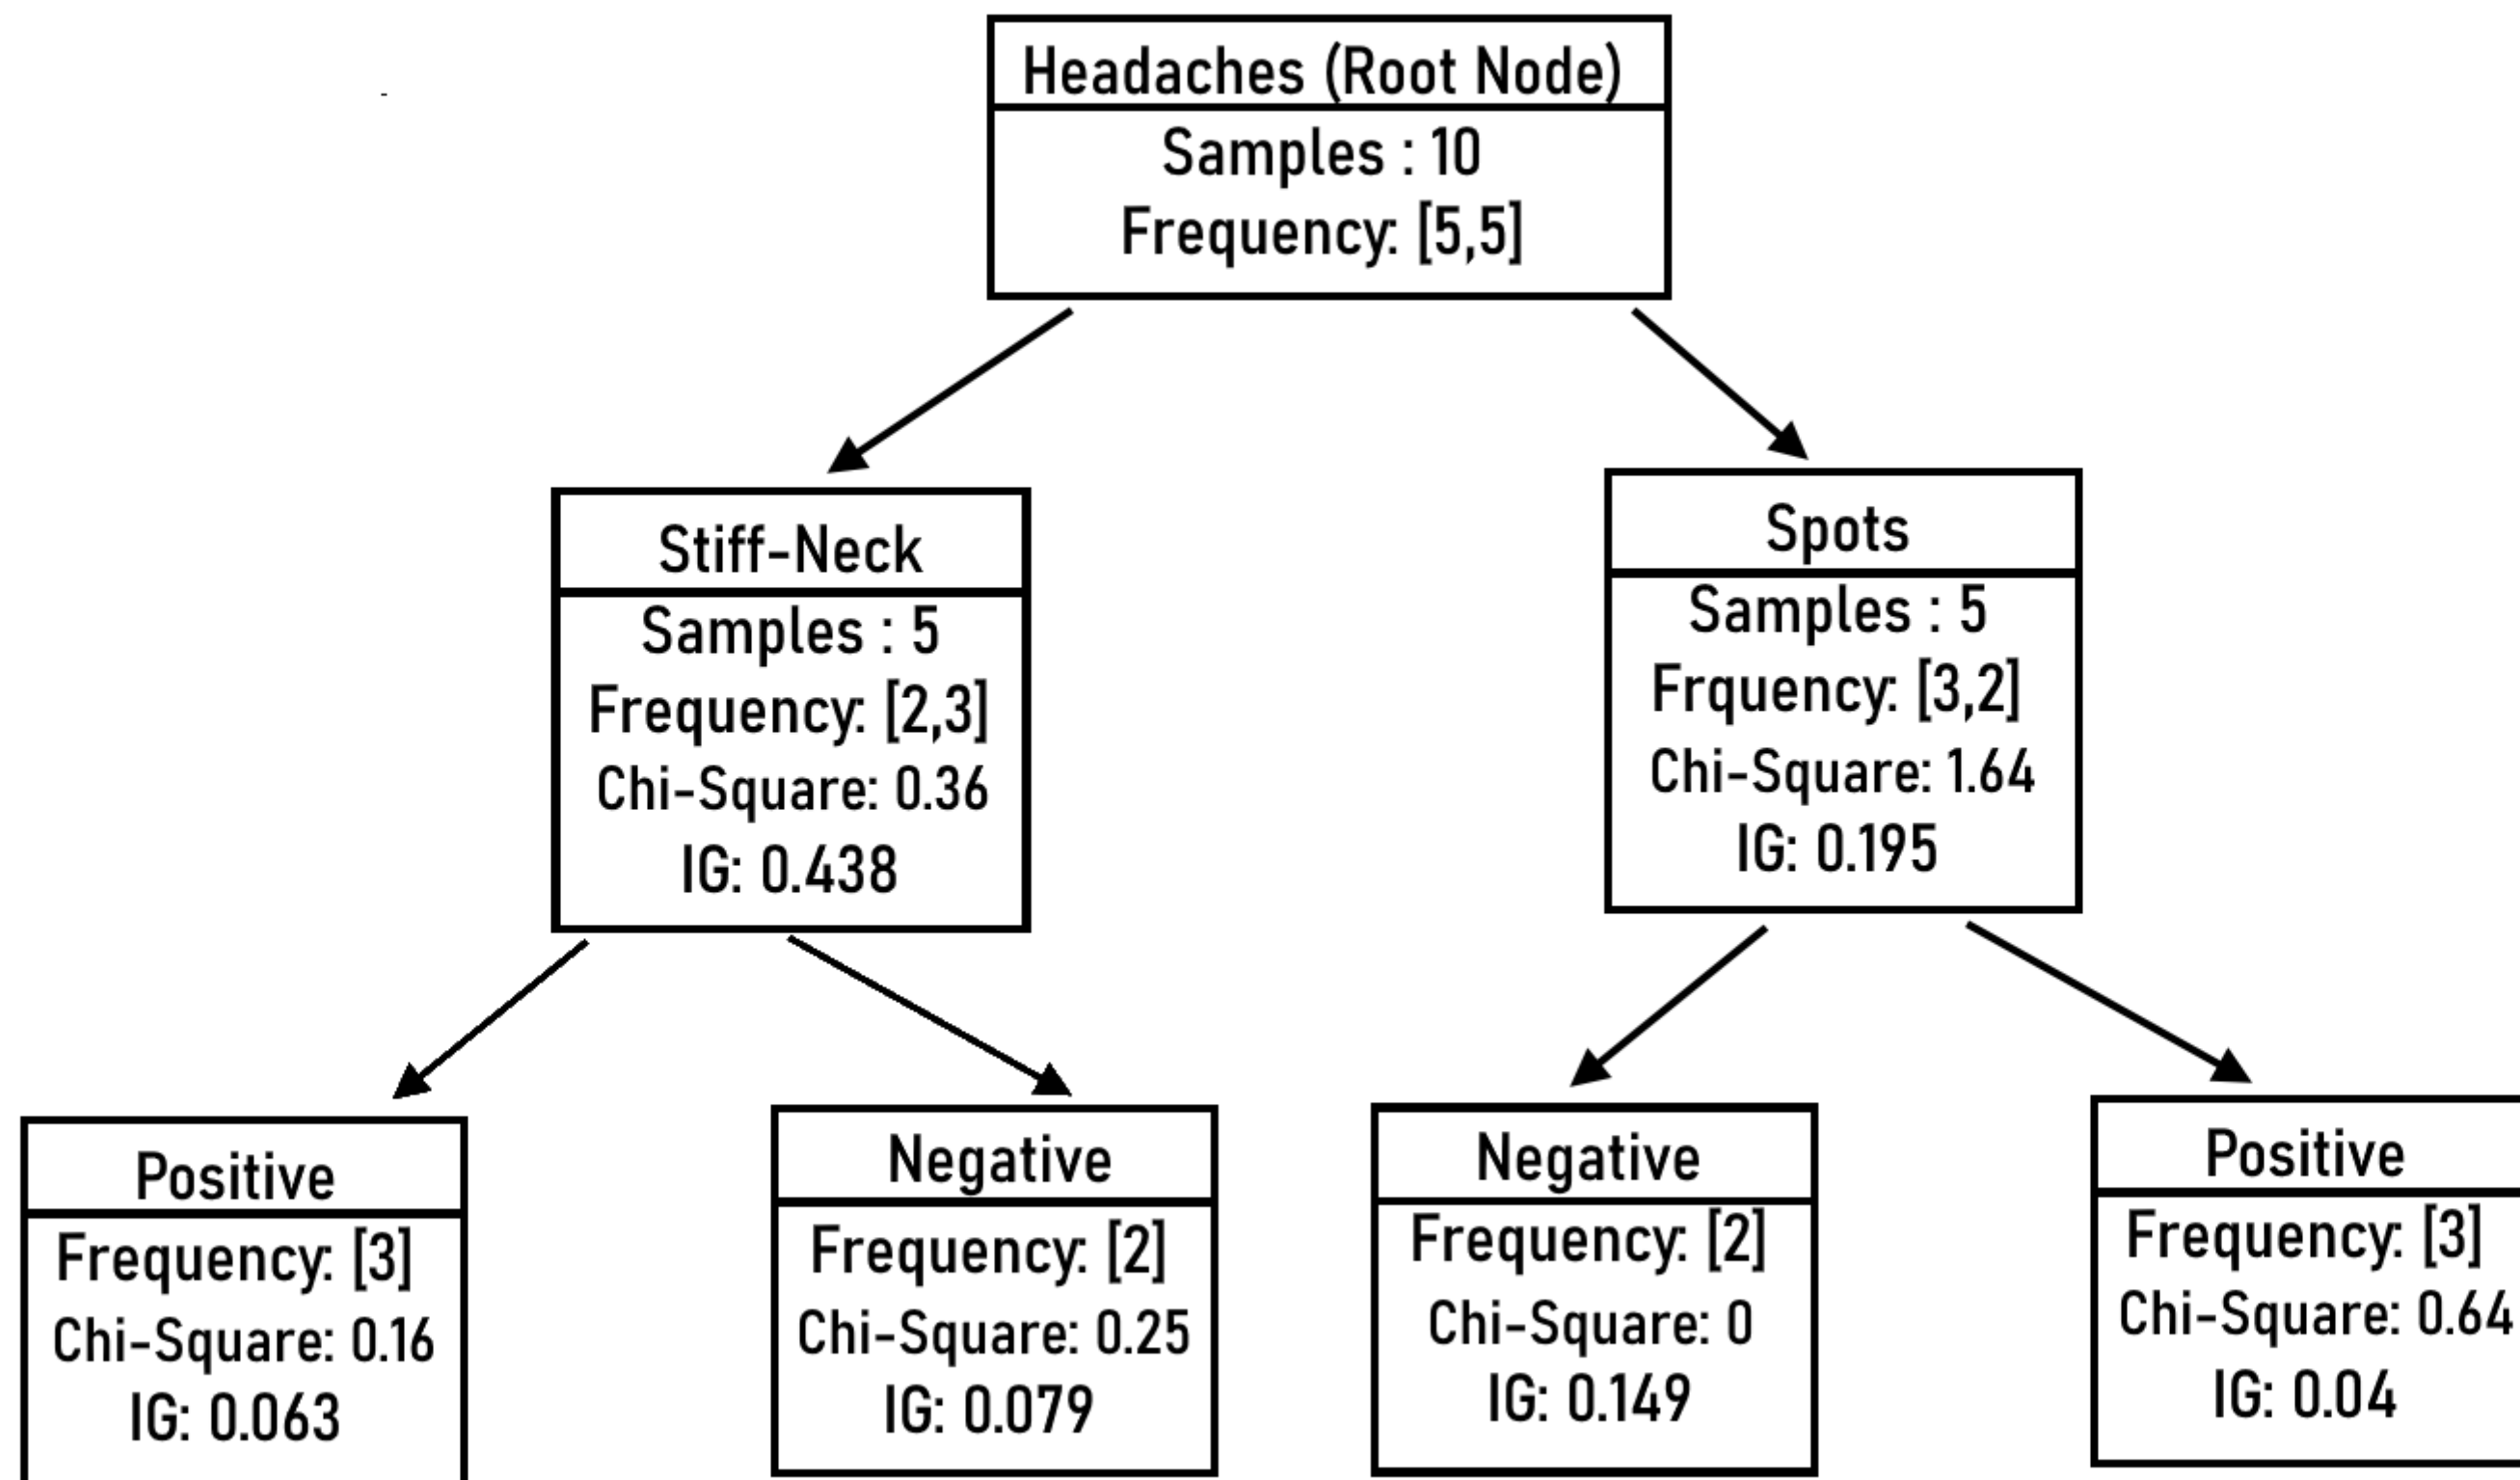 Headaches (Root Node)
Samples : 10
Frequency: [5,5]
Stiff-Neck
Samples : 5
Frequency: [2,3]
Chi-Square: 0.36
IG: 0.438
Spots
Samples : 5
Frquency: [3,2]
Chi-Square: 1.64
IG: 0.195
Positive
Frequency: [3]
Chi-Square: 0.16
IG: 0.063
Negative
Frequency: [2]
Chi-Square: 0.25
IG: 0.079
Negative
Frequency: [2]
Chi-Square: 0
IG: 0.149
Positive
Frequency: [3]
Chi-Square: 0.64
IG: 0.04